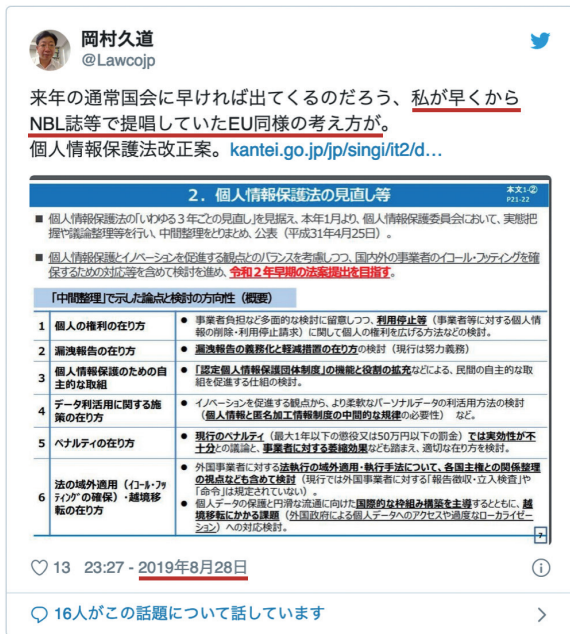 岡村久道
@Lawcojp
来年の通常国会に早ければ出てくるのだろう、私が早くから
NBL誌等で提唱していたEU同様の考え方が。
個人情報保護法改正案。kantei.go.jp/jp/singi/it2/d…
2．個人情報保護法の見直し等
本文1-②
P21-22
■ 個人情報保護法の「いわゆる３年ごとの見直し」を見据え、本年1月より、個人情報保護委員会において、実態把
握や議論整理等を行い、中間整理をとりまとめ、公表（平成31年4月25日）。
■ 個人情報保護とイノベーションを促進する観点とのバランスを考慮しつつ、国内外の事業者のイコール・フッティングを確
保するための対応等を含めて検討を進め、令和２年早期の法案提出を目指す。
「中間整理」で示した論点と検討の方向性（概要）
1 個人の権利の在り方
● 事業者負担など多面的な検討に留意しつつ、利用停止等（事業者等に対する個人情
報の削除・利用停止請求）に関して個人の権利を広げる方法などの検討。
2 漏洩報告の在り方
● 漏洩報告の義務化と軽減措置の在り方の検討（現行は努力義務）
3 個人情報保護のための自
主的な取組
● 「認定個人情報保護団体制度」の機能と役割の拡充などによる、民間の自主的な取
組を促進する仕組の検討。
4 データ利活用に関する施
策の在り方
● イノベーションを促進する観点から、より柔軟なパーソナルデータの利活用方法の検討
（個人情報と匿名加工情報制度の中間的な規律の必要性） など。
5 ペナルティの在り方
● 現行のペナルティ（最大1年以下の懲役又は50万円以下の罰金）では実効性が不
十分との議論と、事業者に対する萎縮効果なども踏まえ、適切な在り方を検討。
6 法の域外適用（イコール・フッ
ティングの確保）・越境移
転の在り方
● 外国事業者に対する法執行の域外適用・執行手法について、各国主権との関係整理
の視点なども含めて検討（現行では外国事業者に対する「報告徴収・立入検査」や
「命令」は規定されていない）。
● 個人データの保護と円滑な流通に向けた国際的な枠組み構築を主導するとともに、越
境移転にかかる課題（外国政府による個人データへのアクセスや過度なローカライゼー
ション）への対応検討。
7
13 23:27 - 2019年8月28日
16人がこの話題について話しています